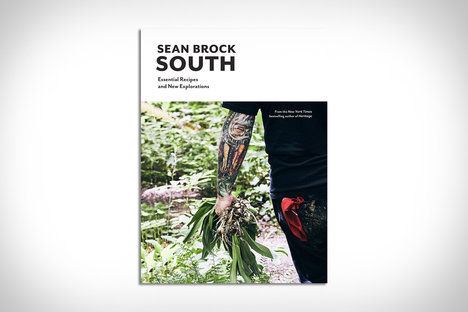 SEAN BROCK
SOUTH
Essential Recipes
and New Explorations
From the New York Times
bestselling author of Heritage